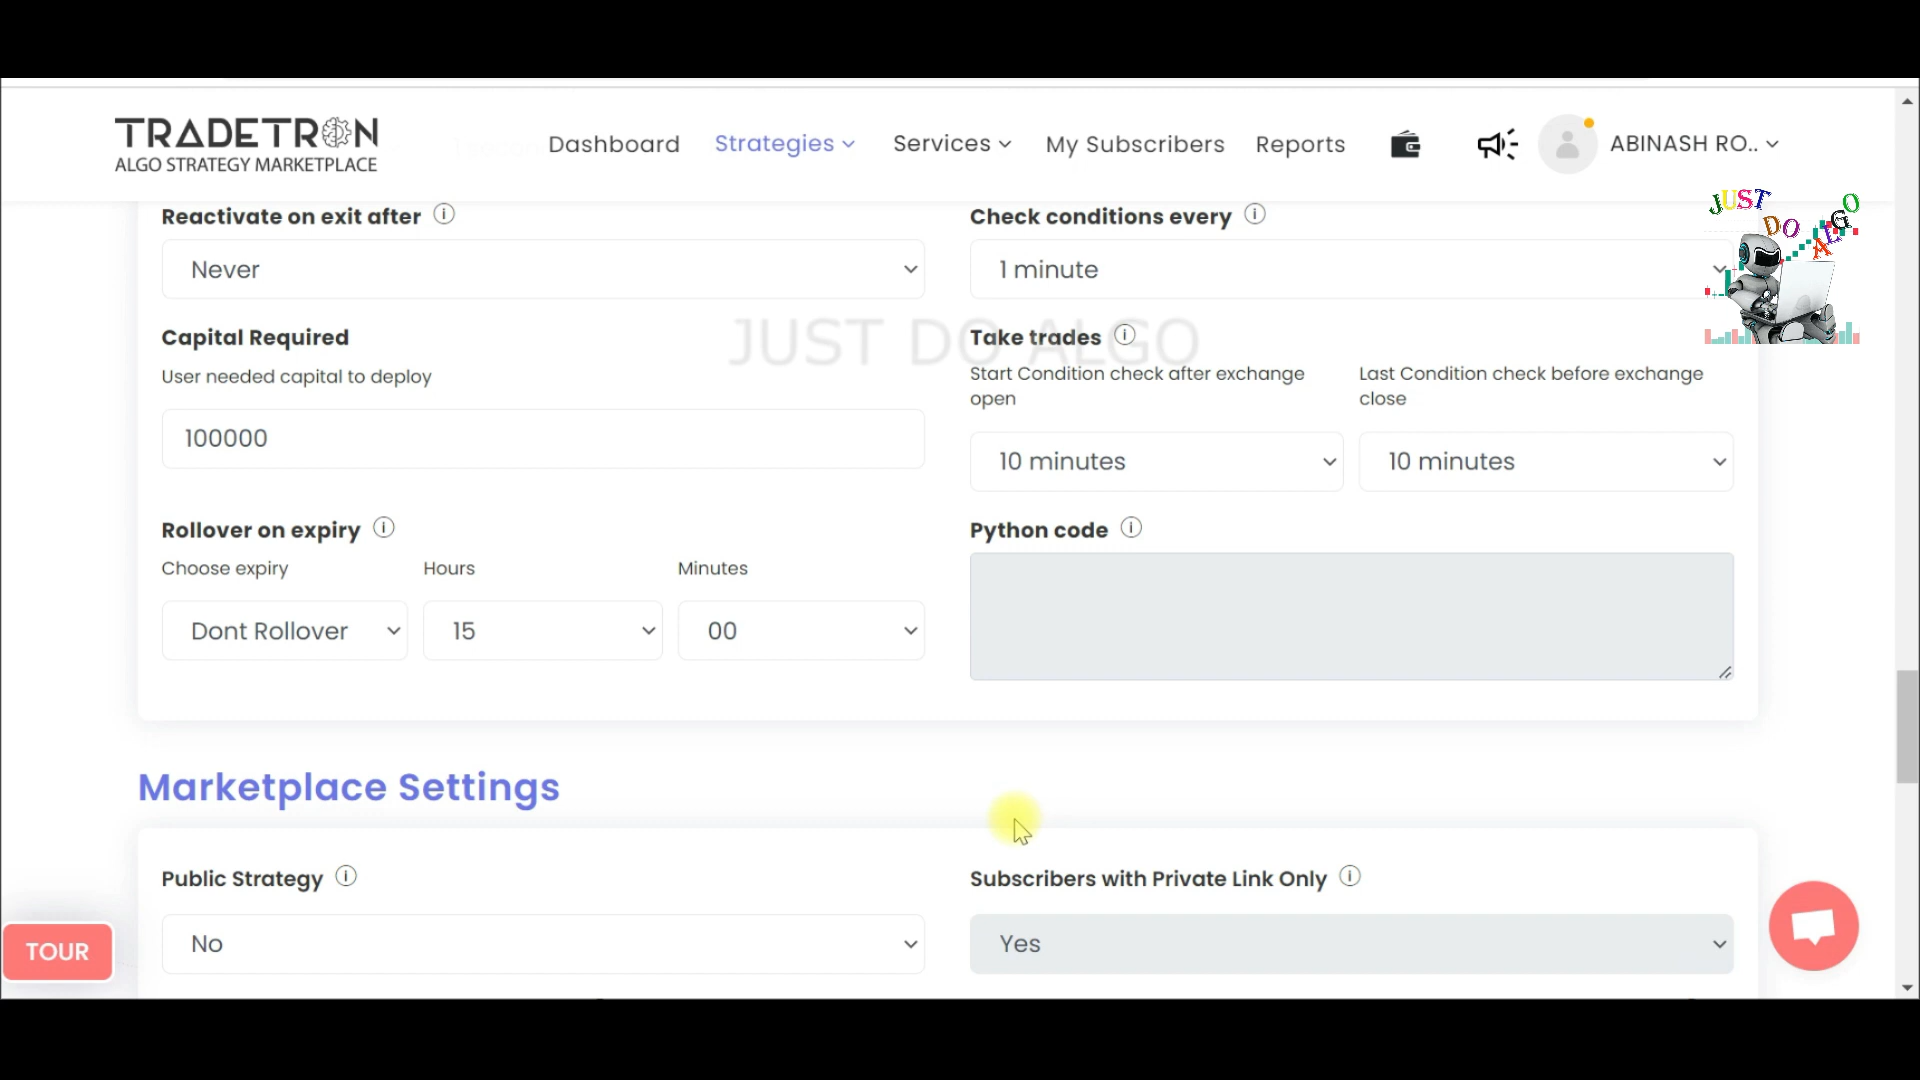 TRADETRON
ALGO STRATEGY MARKETPLACE
Dashboard
Strategies
Services
My Subscribers
Reports
ABINASH RO..
JUST DO ALGO
Reactivate on exit after
Check conditions every
Never
1 minute
JUST DO ALGO
Capital Required
Take trades
User needed capital to deploy
Start Condition check after exchange
open
Last Condition check before exchange
close
100000
10 minutes
10 minutes
Rollover on expiry
Python code
Choose expiry
Hours
Minutes
Dont Rollover
15
00
Marketplace Settings
Public Strategy
Subscribers with Private Link Only
No
Yes
TOUR